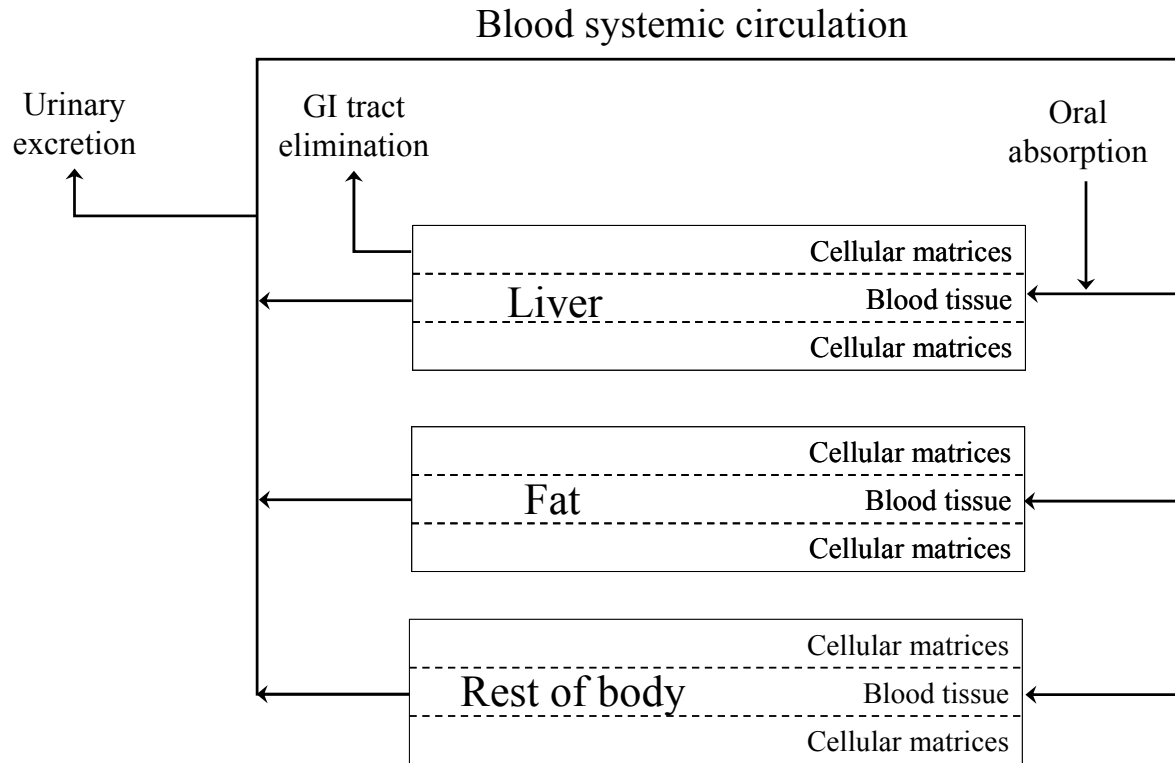 Blood systemic circulation
Urinary
excretion
GI tract
elimination
Oral
absorption
Cellular matrices
Liver
Blood tissue
Cellular matrices
Cellular matrices
Fat
Blood tissue
Cellular matrices
Cellular matrices
Rest of body
Blood tissue
Cellular matrices